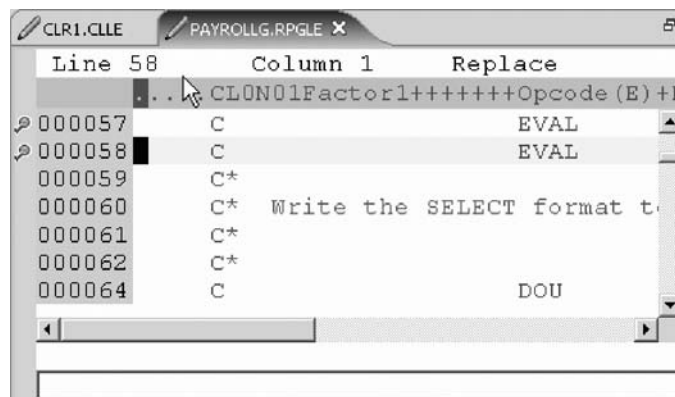 CLR1.CLLE PAYROLLG.RPGLE
Line 58 Column 1 Replace
....... CL0N01Factor1+++++++Opcode(E)+
000057 C EVAL
000058 C EVAL
000059 C*
000060 C* Write the SELECT format t
000061 C*
000062 C*
000064 C DOU